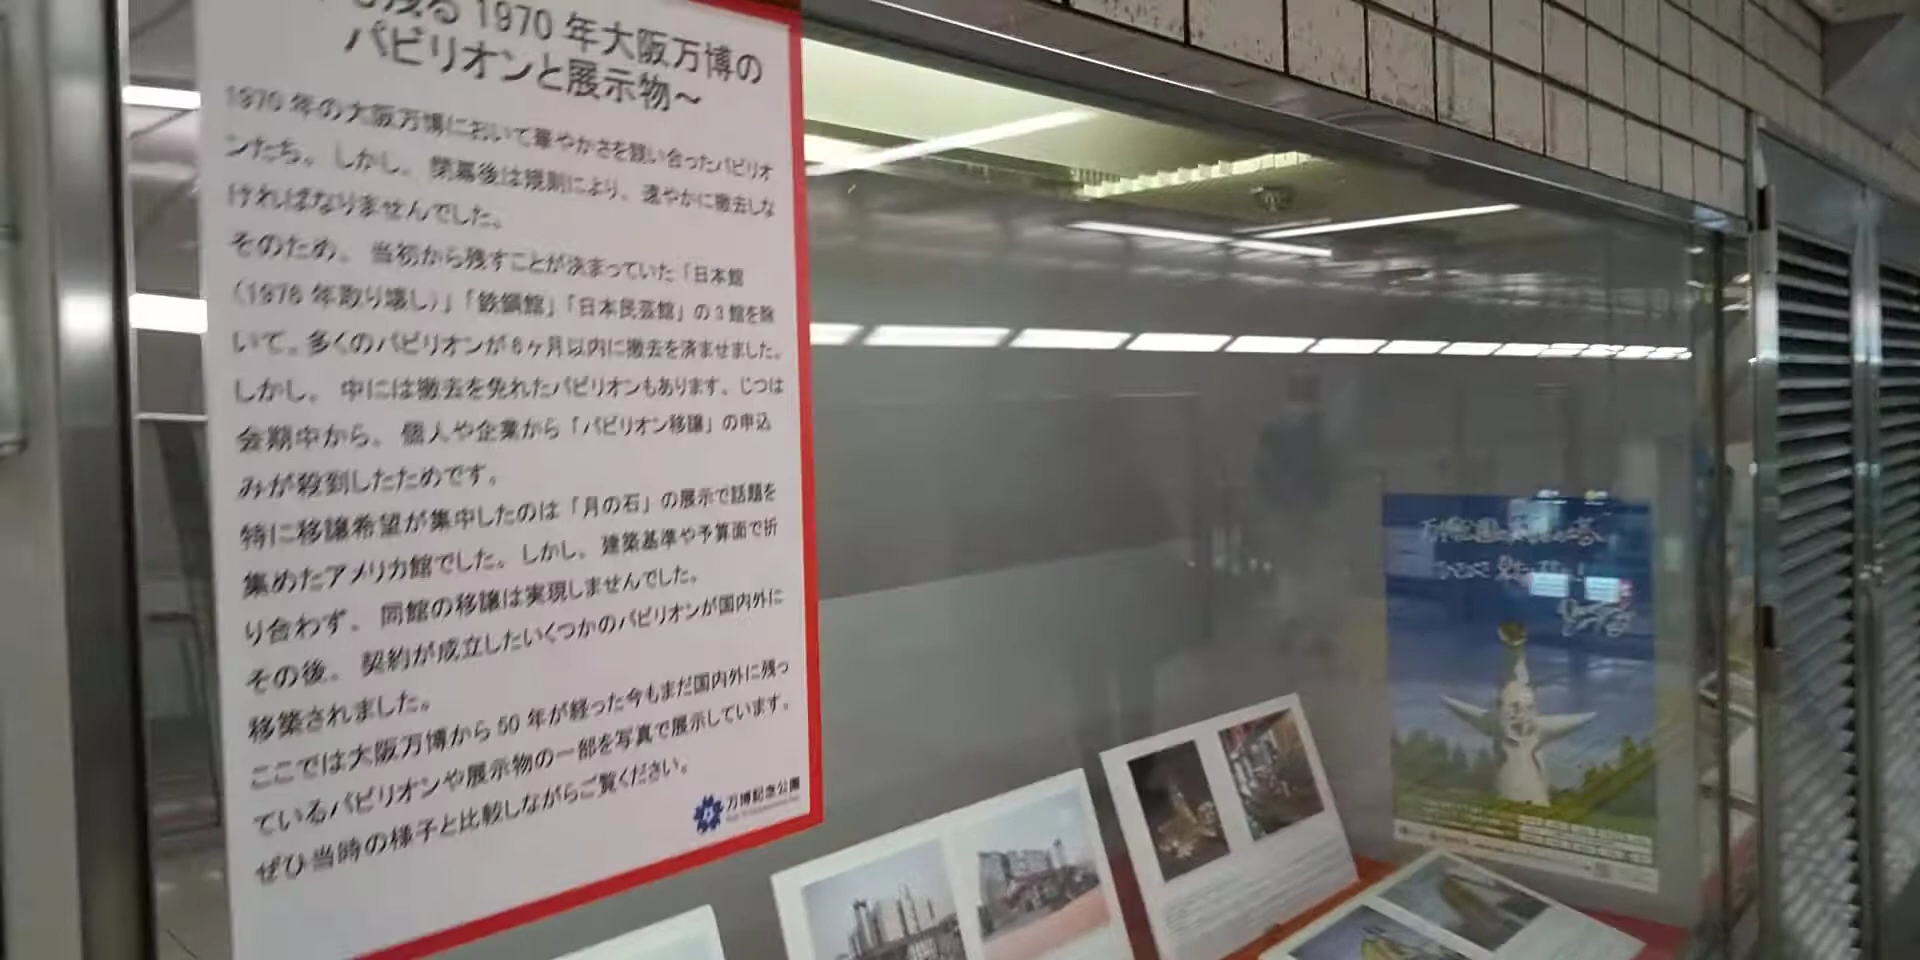 残る 1970 年大阪万博の
パビリオンと展示物～
1970 年の大阪万博において華やかさを競い合ったパビリオ
ンたち。しかし、閉幕後は規則により、速やかに撤去しな
ければなりませんでした。
そのため、当初から残すことが決まっていた「日本館
（1976 年取り壊し）」「鉄鋼館」「日本民芸館」の 3 館を除
いて、多くのパビリオンが 6 ヶ月以内に撤去を済ませました。
しかし、中には撤去を免れたパビリオンもあります。じつは
会期中から、個人や企業から「パビリオン移譲」の申込
みが殺到したためです。
特に移譲希望が集中したのは「月の石」の展示で話題を
集めたアメリカ館でした。しかし、建築基準や予算面で折
り合わず、同館の移譲は実現しませんでした。
その後、契約が成立したいくつかのパビリオンが国内外に
移築されました。
ここでは大阪万博から 50 年が経った今もまだ国内外に残っ
ているパビリオンや展示物の一部を写真で展示しています。
ぜひ当時の様子と比較しながらご覧ください。
万博記念公園